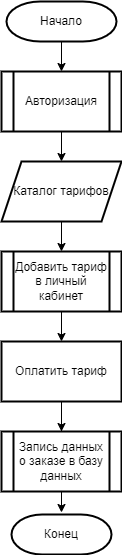 Начало
Авторизация
Каталог тарифов
Добавить тариф
в личный
кабинет
Оплатить тариф
Запись данных
о заказе в базу
данных
Конец